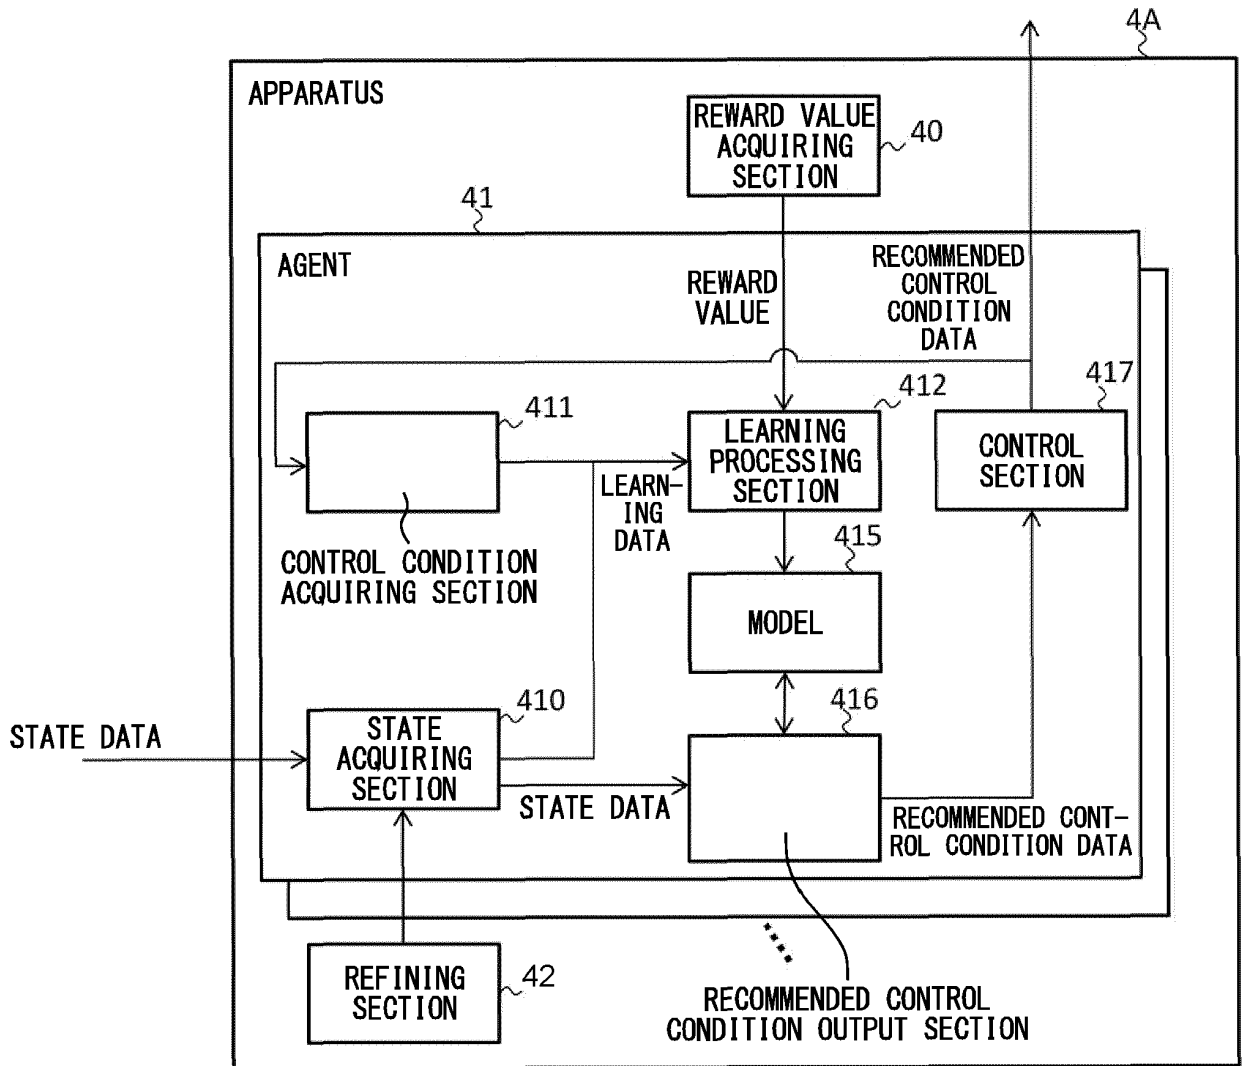 4A
APPARATUS
REWARD VALUE
ACQUIRING
SECTION
40
41
AGENT
REWARD
VALUE
RECOMMENDED
CONTROL
CONDITION
DATA
411
412
417
LEARNING
PROCESSING
SECTION
CONTROL
SECTION
LEARN-
ING
DATA
CONTROL CONDITION
ACQUIRING SECTION
415
MODEL
410
416
STATE DATA
STATE
ACQUIRING
SECTION
STATE DATA
RECOMMENDED CONT-
ROL CONDITION DATA
REFINING
SECTION
42
RECOMMENDED CONTROL
CONDITION OUTPUT SECTION